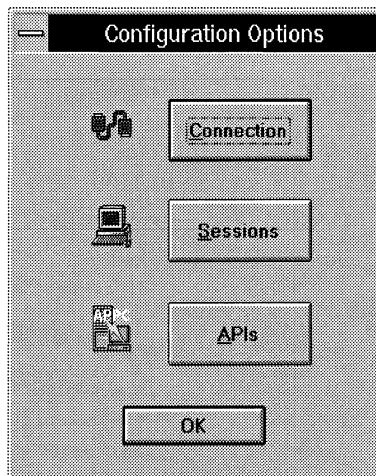 Configuration Options
Connection
Sessions
APPC
APIs
OK